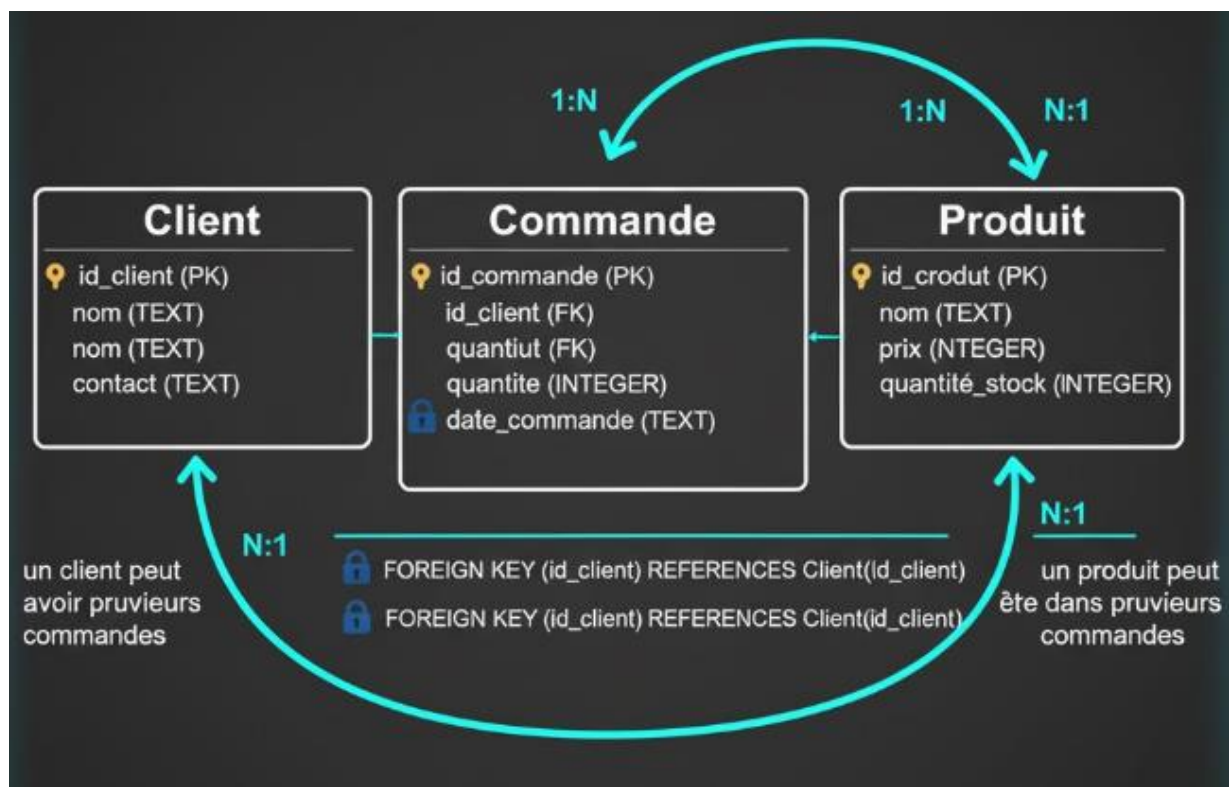 1:N
1:N
N:1
Client
id_client (PK)
nom (TEXT)
nom (TEXT)
contact (TEXT)
Commande
id_commande (PK)
id_client (FK)
quantiut (FK)
quantite (INTEGER)
date_commande (TEXT)
Produit
id_crodut (PK)
nom (TEXT)
prix (NTEGER)
quantité_stock (INTEGER)
N:1
un client peut
avoir pruvieurs
commandes
FOREIGN KEY (id_client) REFERENCES Client(ld_client)
FOREIGN KEY (id_client) REFERENCES Client(id_client)
N:1
un produit peut
ète dans pruvieurs
commandes